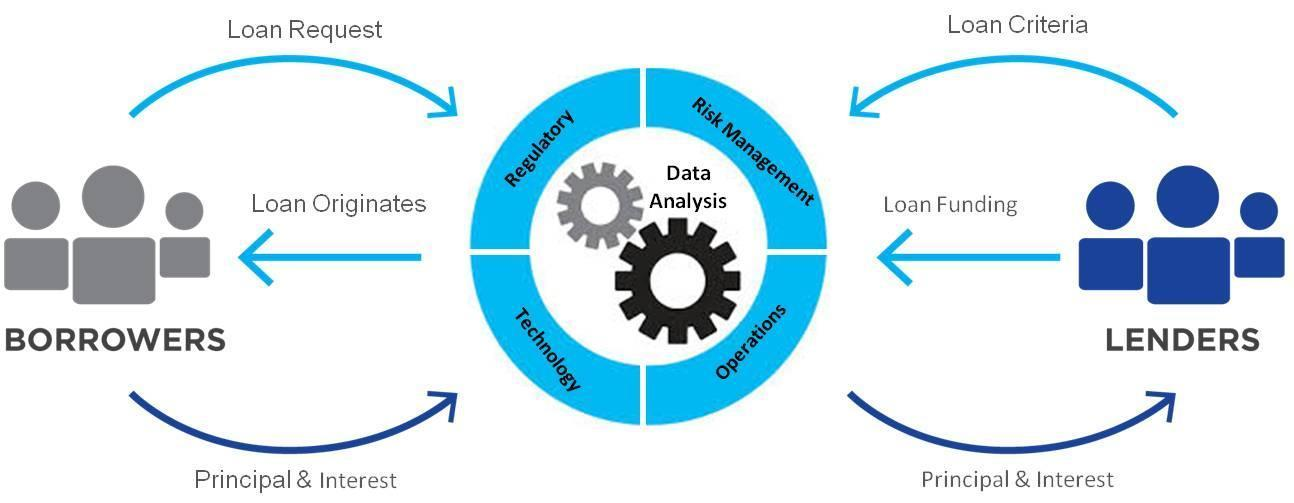 Loan Request
Loan Criteria
Regulatory
Risk Management
Data
Analysis
Loan Originates
Loan Funding
BORROWERS
LENDERS
Technology
Operations
Principal & Interest
Principal & Interest